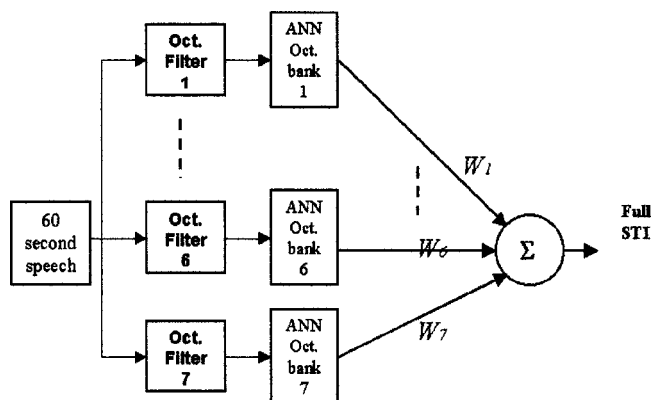 Oct.
Filter
1
ANN
Oct.
bank
1
W1
60
second
speech
Oct.
Filter
6
ANN
Oct.
bank
6
W6
Σ
Full
STI
Oct.
Filter
7
ANN
Oct.
bank
7
W7